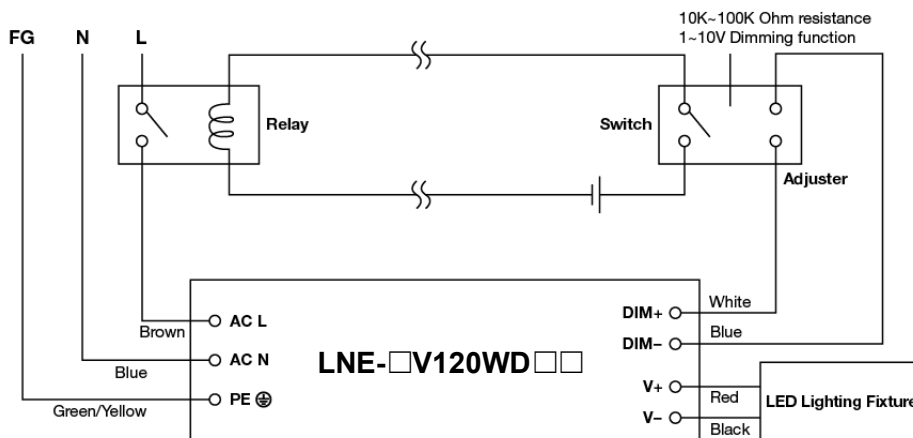 10K~100K Ohm resistance
1~10V Dimming function
FG N L
Relay
Switch
Adjuster
Brown
AC L
Blue
AC N
Green/Yellow
PE
LNE-□V120WD□□
DIM+
White
DIM−
Blue
V+
Red
V−
Black
LED Lighting Fixture